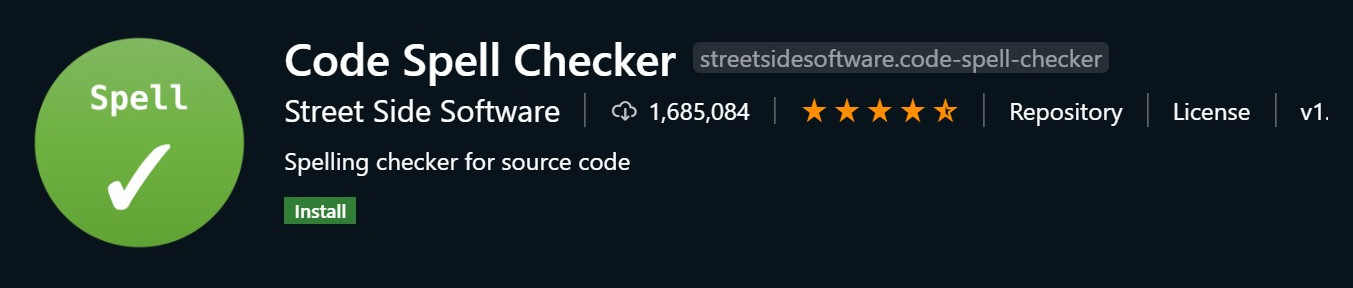 Spell
Code Spell Checker streetsidesoftware.code-spell-checker
Street Side Software 1,685,084 Repository License v1.
Spelling checker for source code
Install